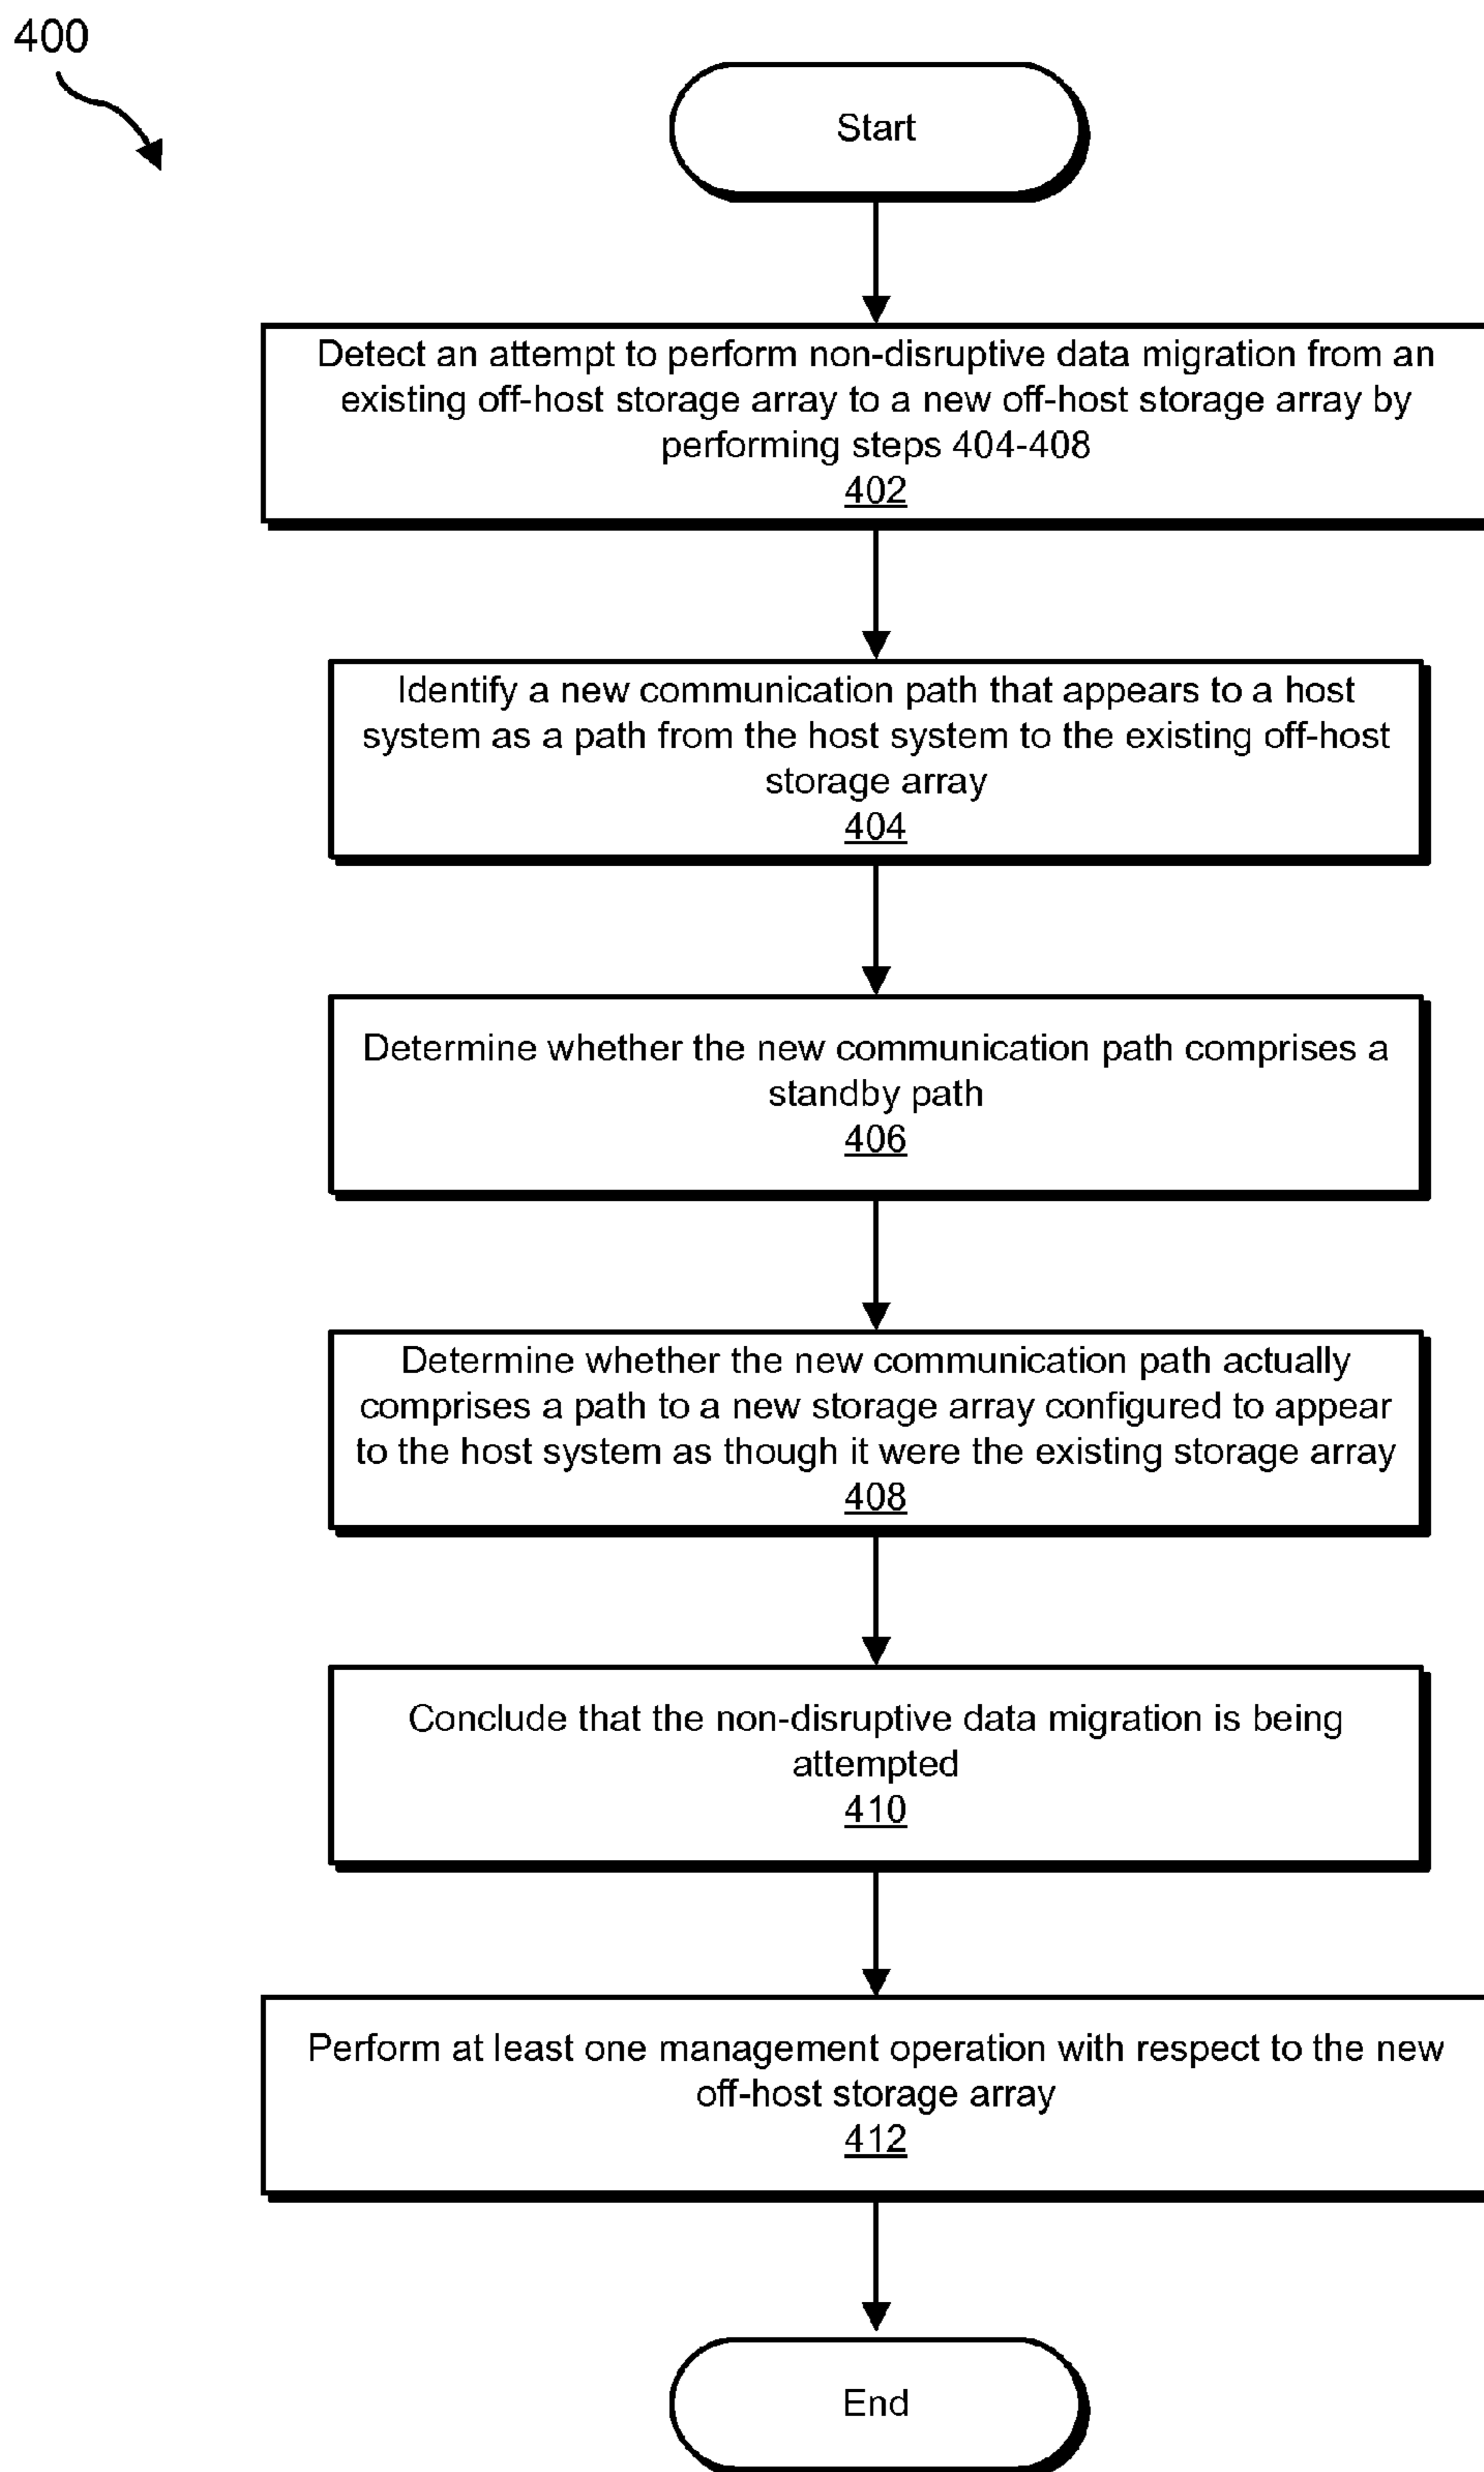 400
Start
Detect an attempt to perform non-disruptive data migration from an
existing off-host storage array to a new off-host storage array by
performing steps 404-408
402
Identify a new communication path that appears to a host
system as a path from the host system to the existing off-host
storage array
404
Determine whether the new communication path comprises a
standby path
406
Determine whether the new communication path actually
comprises a path to a new storage array configured to appear
to the host system as though it were the existing storage array
408
Conclude that the non-disruptive data migration is being
attempted
410
Perform at least one management operation with respect to the new
off-host storage array
412
End